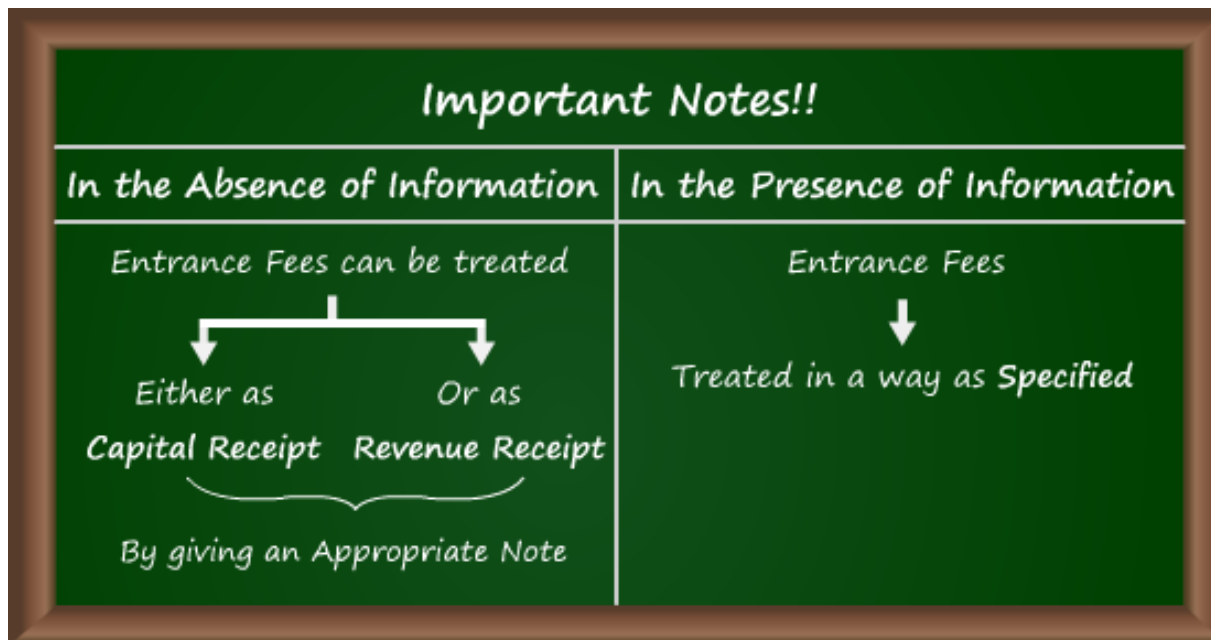 Important Notes!!
In the Absence of Information
In the Presence of Information
Entrance Fees can be treated
Either as
Capital Receipt
Or as
Revenue Receipt
By giving an Appropriate Note
Entrance Fees
Treated in a way as Specified